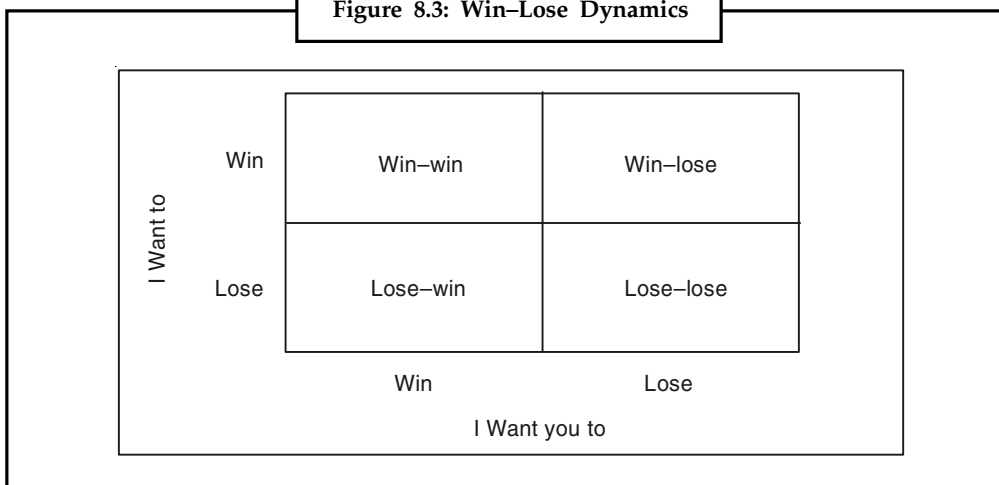 Figure 8.3: Win–Lose Dynamics
Win
Win–win
Win–lose
I Want to
Lose
Lose–win
Lose–lose
Win
Lose
I Want you to